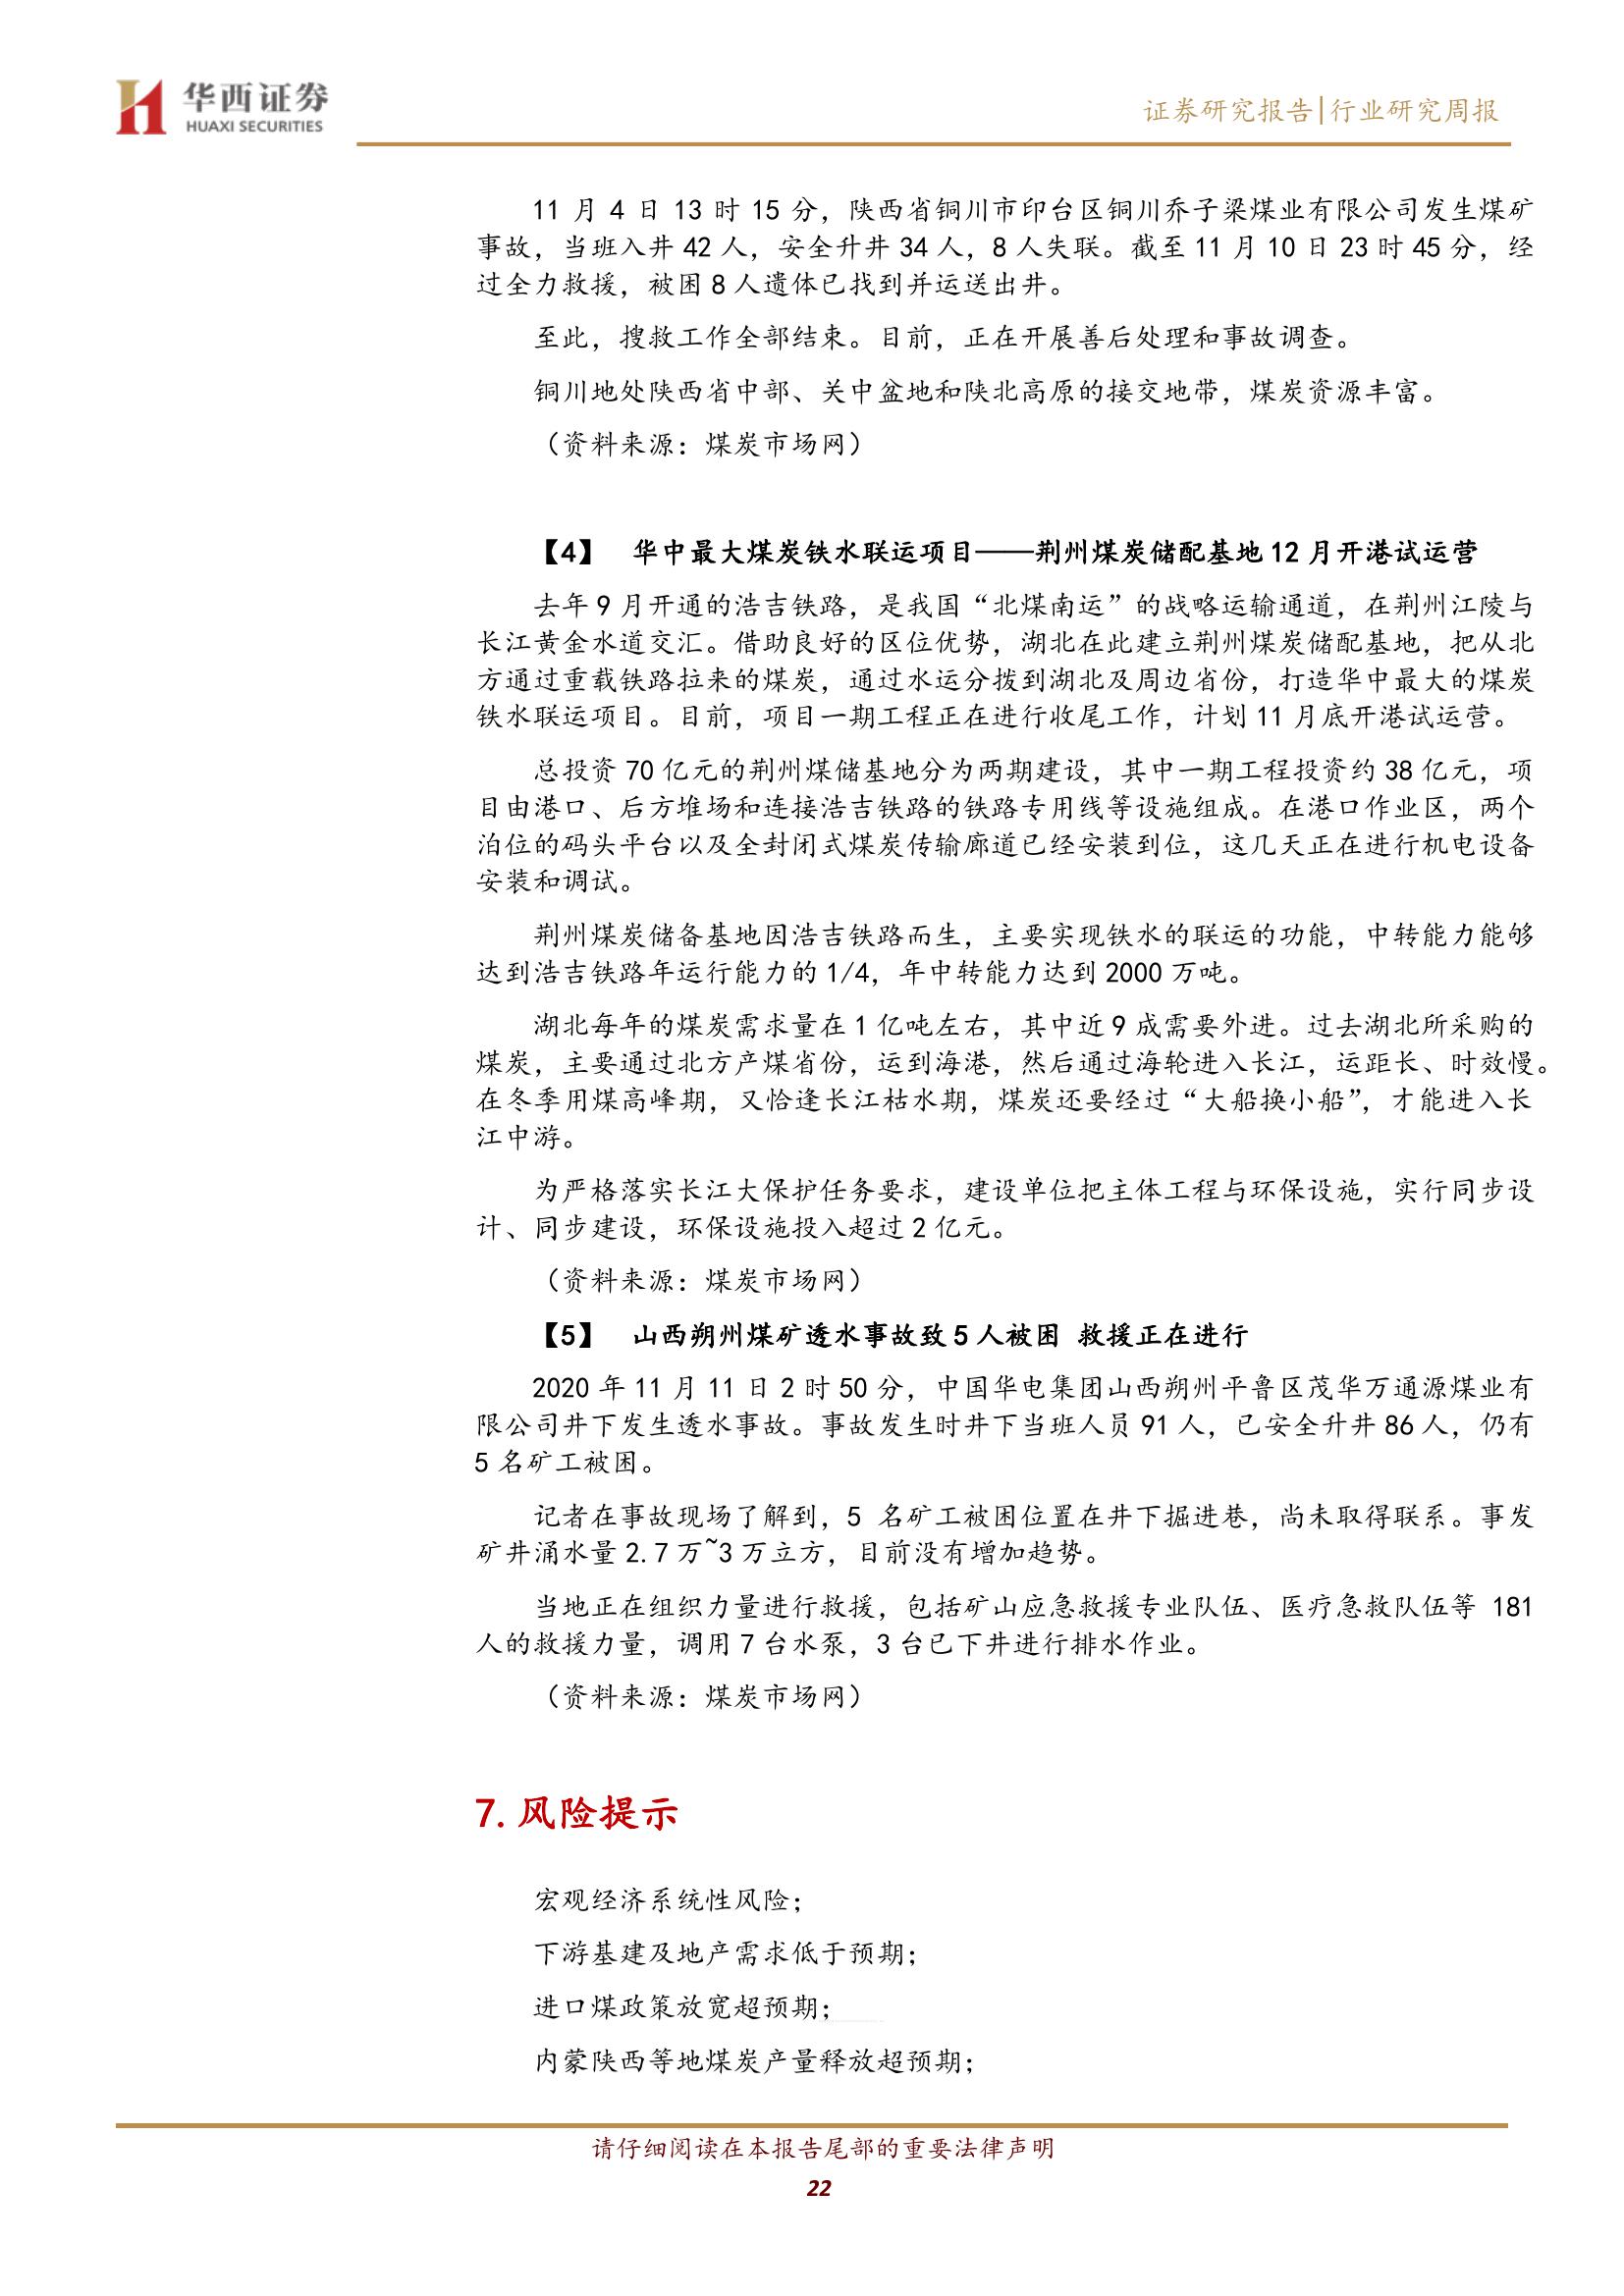 华西证券
HUAXI SECURITIES
证券研究报告|行业研究周报
11 月 4 日 13 时 15 分，陕西省铜川市印台区铜川乔子梁煤业有限公司发生煤矿
事故，当班入井 42 人，安全升井 34 人，8 人失联。截至 11 月 10 日 23 时 45 分，经
过全力救援，被困 8 人遗体已找到并运送出井。
至此，搜救工作全部结束。目前，正在开展善后处理和事故调查。
铜川地处陕西省中部、关中盆地和陕北高原的接交地带，煤炭资源丰富。
（资料来源：煤炭市场网）
【4】 华中最大煤炭铁水联运项目——荆州煤炭储配基地 12 月开港试运营
去年 9 月开通的浩吉铁路，是我国“北煤南运”的战略运输通道，在荆州江陵与
长江黄金水道交汇。借助良好的区位优势，湖北在此建立荆州煤炭储配基地，把从北
方通过重载铁路拉来的煤炭，通过水运分拨到湖北及周边省份，打造华中最大的煤炭
铁水联运项目。目前，项目一期工程正在进行收尾工作，计划 11 月底开港试运营。
总投资 70 亿元的荆州煤储基地分为两期建设，其中一期工程投资约 38 亿元，项
目由港口、后方堆场和连接浩吉铁路的铁路专用线等设施组成。在港口作业区，两个
泊位的码头平台以及全封闭式煤炭传输廊道已经安装到位，这几天正在进行机电设备
安装和调试。
荆州煤炭储备基地因浩吉铁路而生，主要实现铁水的联运的功能，中转能力能够
达到浩吉铁路年运行能力的 1/4，年中转能力达到 2000 万吨。
湖北每年的煤炭需求量在 1 亿吨左右，其中近 9 成需要外进。过去湖北所采购的
煤炭，主要通过北方产煤省份，运到海港，然后通过海轮进入长江，运距长、时效慢。
在冬季用煤高峰期，又恰逢长江枯水期，煤炭还要经过“大船换小船”，才能进入长
江中游。
为严格落实长江大保护任务要求，建设单位把主体工程与环保设施，实行同步设
计、同步建设，环保设施投入超过 2 亿元。
（资料来源：煤炭市场网）
【5】 山西朔州煤矿透水事故致 5 人被困 救援正在进行
2020 年 11 月 11 日 2 时 50 分，中国华电集团山西朔州平鲁区茂华万通源煤业有
限公司井下发生透水事故。事故发生时井下当班人员 91 人，已安全升井 86 人，仍有
5 名矿工被困。
记者在事故现场了解到，5 名矿工被困位置在井下掘进巷，尚未取得联系。事发
矿井涌水量 2.7 万~3 万立方，目前没有增加趋势。
当地正在组织力量进行救援，包括矿山应急救援专业队伍、医疗急救队伍等 181
人的救援力量，调用 7 台水泵，3 台已下井进行排水作业。
（资料来源：煤炭市场网）
7. 风险提示
宏观经济系统性风险；
下游基建及地产需求低于预期；
进口煤政策放宽超预期；
内蒙陕西等地煤炭产量释放超预期；
请仔细阅读在本报告尾部的重要法律声明
22